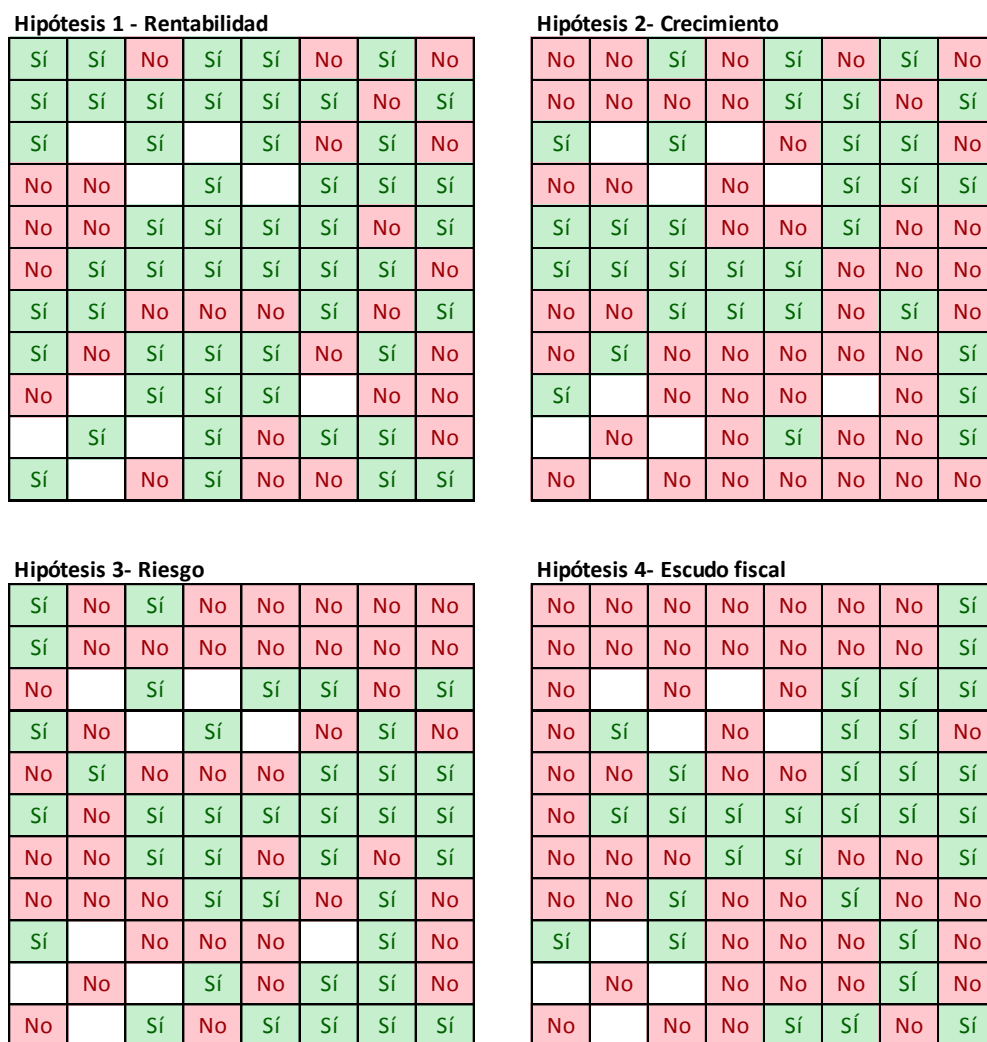 Hipótesis 1 - Rentabilidad
Sí Sí No Sí Sí No Sí No
Sí Sí Sí Sí Sí Sí No Sí
Sí Sí Sí No Sí No
No No Sí Sí Sí Sí
No No Sí Sí Sí Sí No Sí
No Sí Sí Sí Sí Sí Sí No
Sí Sí No No No Sí No Sí
Sí No Sí Sí Sí No Sí No
No Sí Sí Sí No No
Sí Sí No Sí Sí No
Sí No Sí No No Sí Sí
Hipótesis 2- Crecimiento
No No Sí No Sí No Sí No
No No No No Sí Sí No Sí
Sí Sí No Sí Sí No
No No No Sí Sí Sí
Sí Sí Sí No No Sí No No
Sí Sí Sí Sí Sí No No No
No No Sí Sí Sí No Sí No
No Sí No No No No No Sí
Sí No No No No Sí
No No Sí No No Sí
No No No No No No No
Hipótesis 3- Riesgo
Sí No Sí No No No No No
Sí No No No No No No No
No Sí Sí Sí No Sí
Sí No Sí No Sí No
No Sí No No No Sí Sí Sí
Sí No Sí Sí Sí Sí Sí Sí
No No Sí Sí No Sí No Sí
No No No Sí Sí No Sí No
Sí No No No Sí No
No Sí No Sí Sí No
No Sí No Sí Sí Sí Sí
Hipótesis 4- Escudo fiscal
No No No No No No No Sí
No No No No No No No Sí
No No No SÍ SÍ Sí
No Sí No SÍ SÍ No
No No Sí No No SÍ SÍ Sí
No Sí Sí SÍ Sí SÍ SÍ Sí
No No No SÍ Sí No No Sí
No No Sí No No SÍ No No
Sí Sí No No No SÍ No
No No No No SÍ No
No No No Sí SÍ No Sí